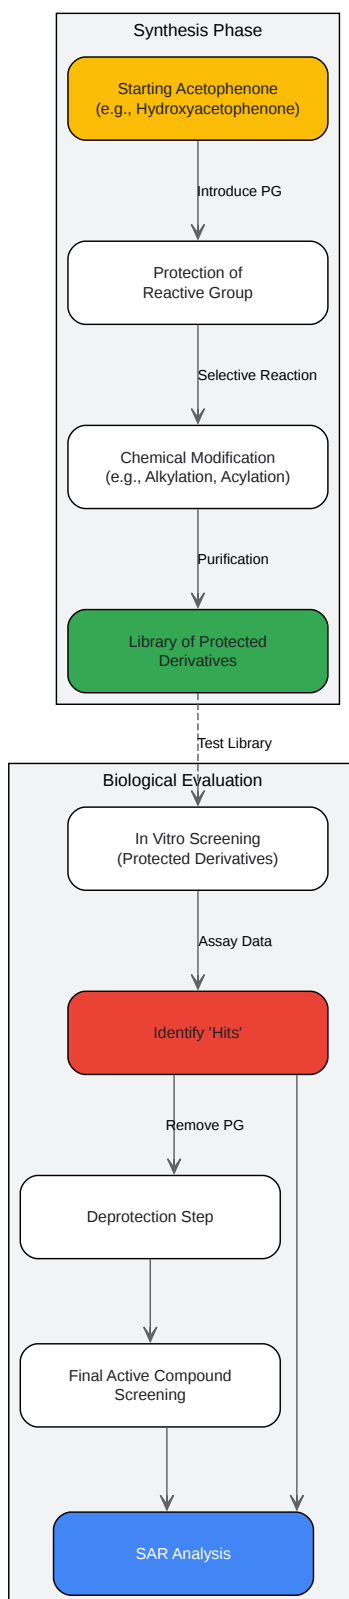 Synthesis Phase
Starting Acetophenone
(e.g., Hydroxyacetophenone)
Introduce PG
Protection of
Reactive Group
Selective Reaction
Chemical Modification
(e.g., Alkylation, Acylation)
Purification
Library of Protected
Derivatives
Test Library
Biological Evaluation
In Vitro Screening
(Protected Derivatives)
Assay Data
Identify 'Hits'
Remove PG
Deprotection Step
Final Active Compound
Screening
SAR Analysis